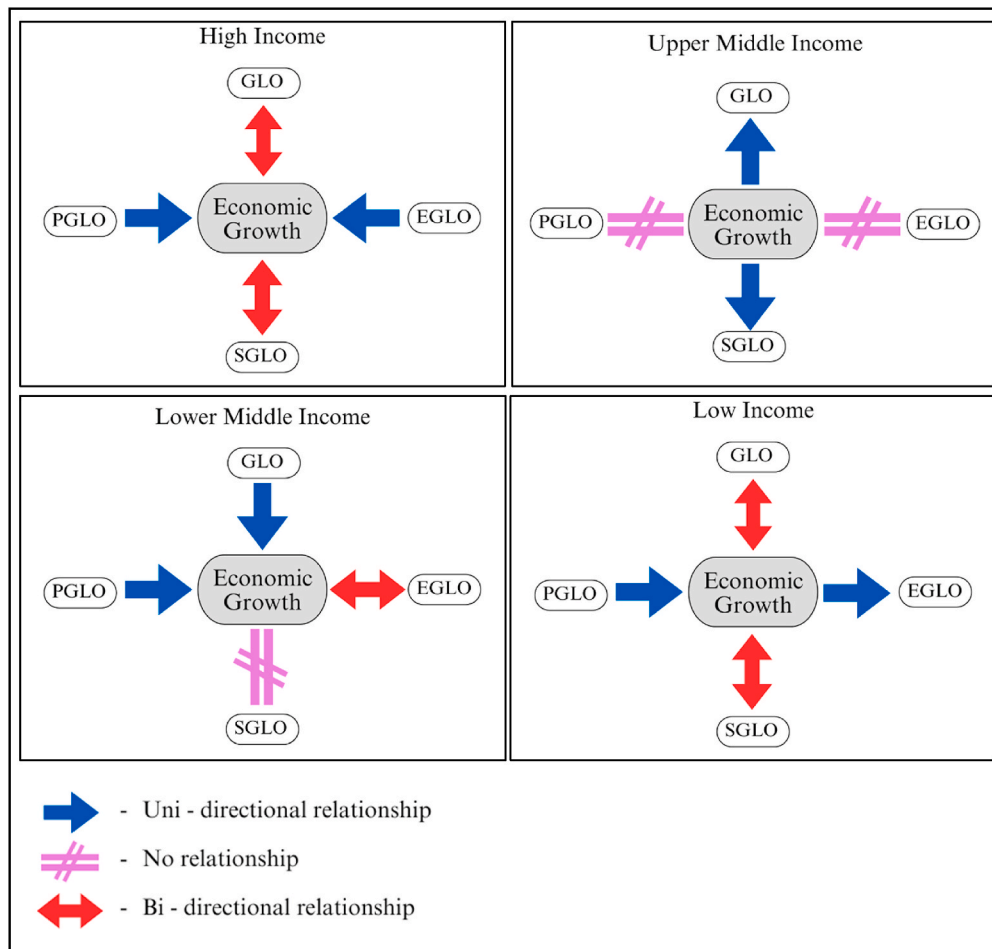 High Income
GLO
PGLO
Economic
Growth
EGLO
SGLO
Upper Middle Income
GLO
PGLO
Economic
Growth
EGLO
SGLO
Lower Middle Income
GLO
PGLO
Economic
Growth
EGLO
SGLO
Low Income
GLO
PGLO
Economic
Growth
EGLO
SGLO
- Uni - directional relationship
- No relationship
- Bi - directional relationship